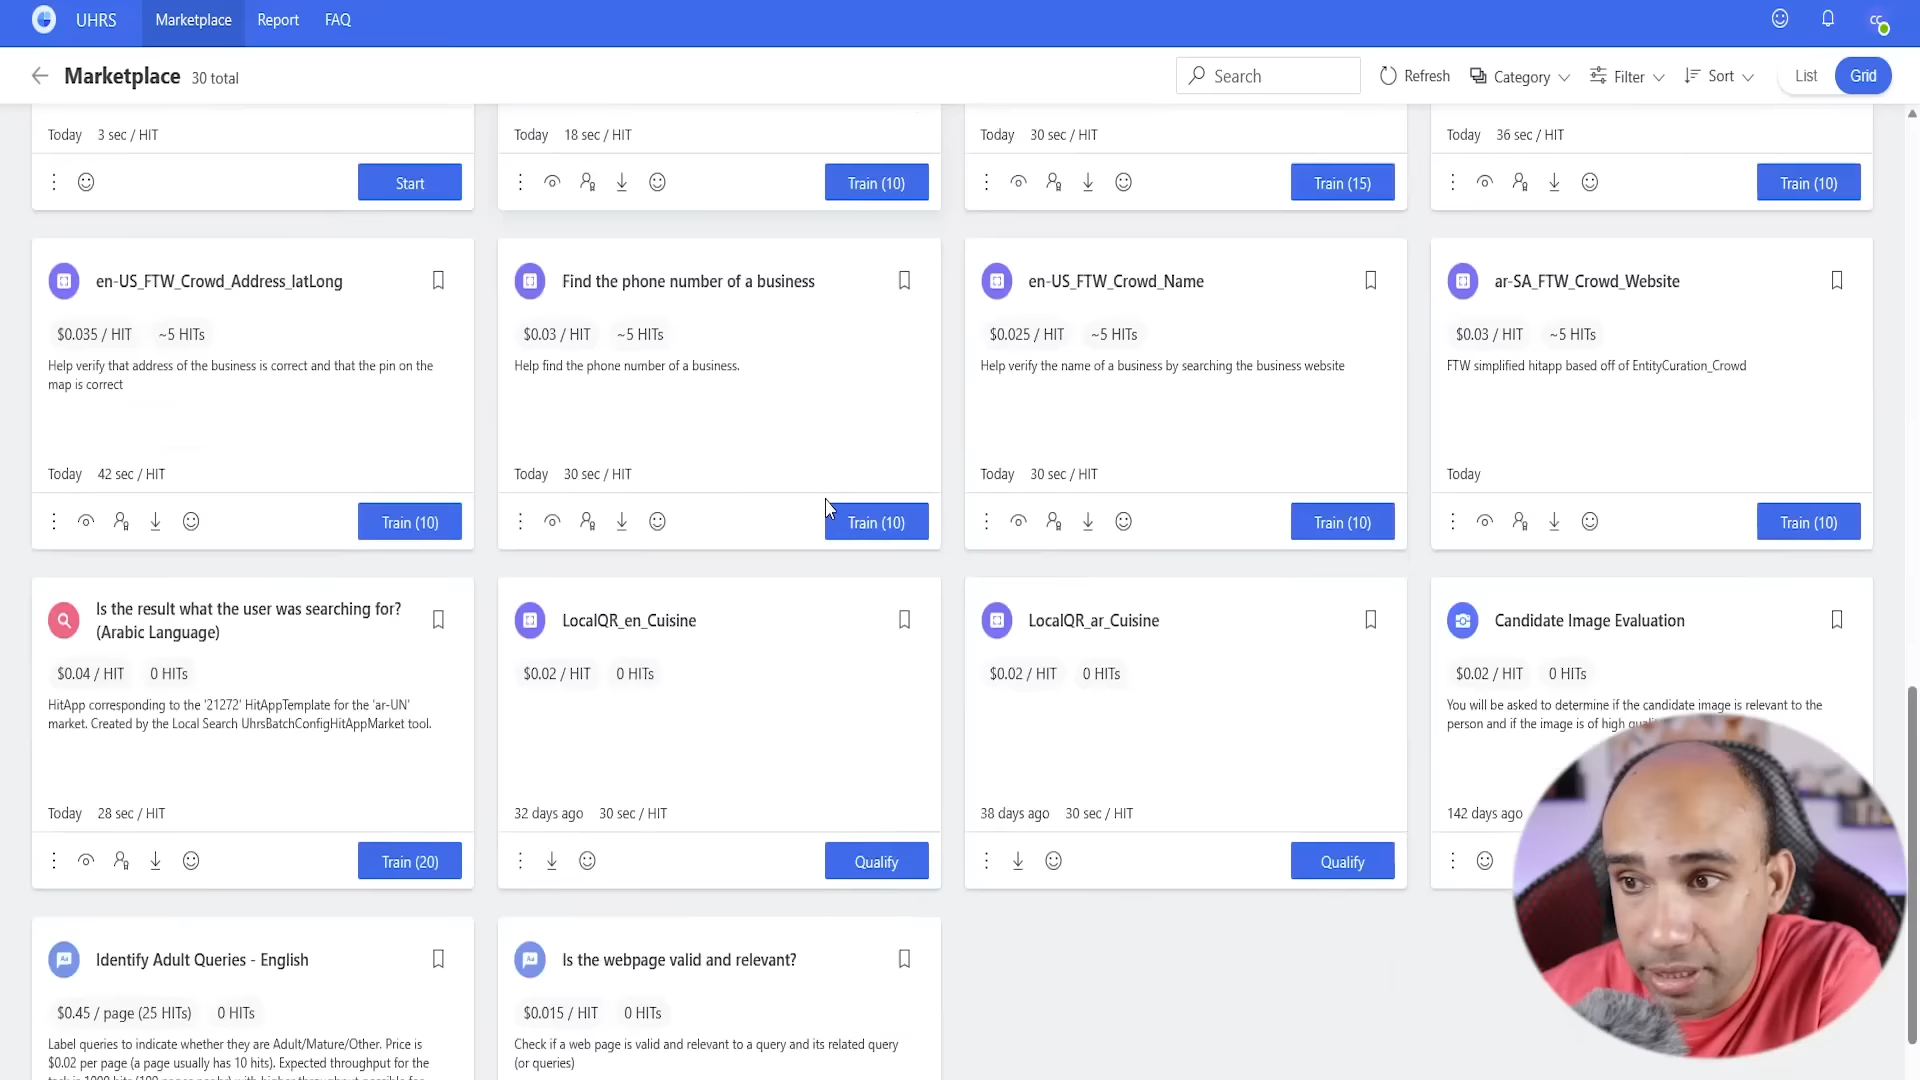 UHRS
Marketplace
Report
FAQ
CC
Marketplace 30 total
Search
Refresh
Category
Filter
Sort
List
Grid
Today 3 sec / HIT
Start
Today 18 sec / HIT
Train (10)
Today 30 sec / HIT
Train (15)
Today 36 sec / HIT
Train (10)
en-US_FTW_Crowd_Address_latLong
$0.035 / HIT ~5 HITs
Help verify that address of the business is correct and that the pin on the
map is correct
Today 42 sec / HIT
Train (10)
Find the phone number of a business
$0.03 / HIT ~5 HITs
Help find the phone number of a business.
Today 30 sec / HIT
Train (10)
en-US_FTW_Crowd_Name
$0.025 / HIT ~5 HITs
Help verify the name of a business by searching the business website
Today 30 sec / HIT
Train (10)
ar-SA_FTW_Crowd_Website
$0.03 / HIT ~5 HITs
FTW simplified hitapp based off of EntityCuration_Crowd
Today
Train (10)
Is the result what the user was searching for?
(Arabic Language)
$0.04 / HIT 0 HITs
HitApp corresponding to the '21272' HitAppTemplate for the 'ar-UN'
market. Created by the Local Search UhrsBatchConfigHitAppMarket tool.
Today 28 sec / HIT
Train (20)
LocalQR_en_Cuisine
$0.02 / HIT 0 HITs
32 days ago 30 sec / HIT
Qualify
LocalQR_ar_Cuisine
$0.02 / HIT 0 HITs
38 days ago 30 sec / HIT
Qualify
Candidate Image Evaluation
$0.02 / HIT 0 HITs
You will be asked to determine if the candidate image is relevant to the
person and if the image is of high
142 days ago
Identify Adult Queries - English
$0.45 / page (25 HITs) 0 HITs
Label queries to indicate whether they are Adult/Mature/Other. Price is
$0.02 per page (a page usually has 10 hits). Expected throughput for the
Is the webpage valid and relevant?
$0.015 / HIT 0 HITs
Check if a web page is valid and relevant to a query and its related query
(or queries)